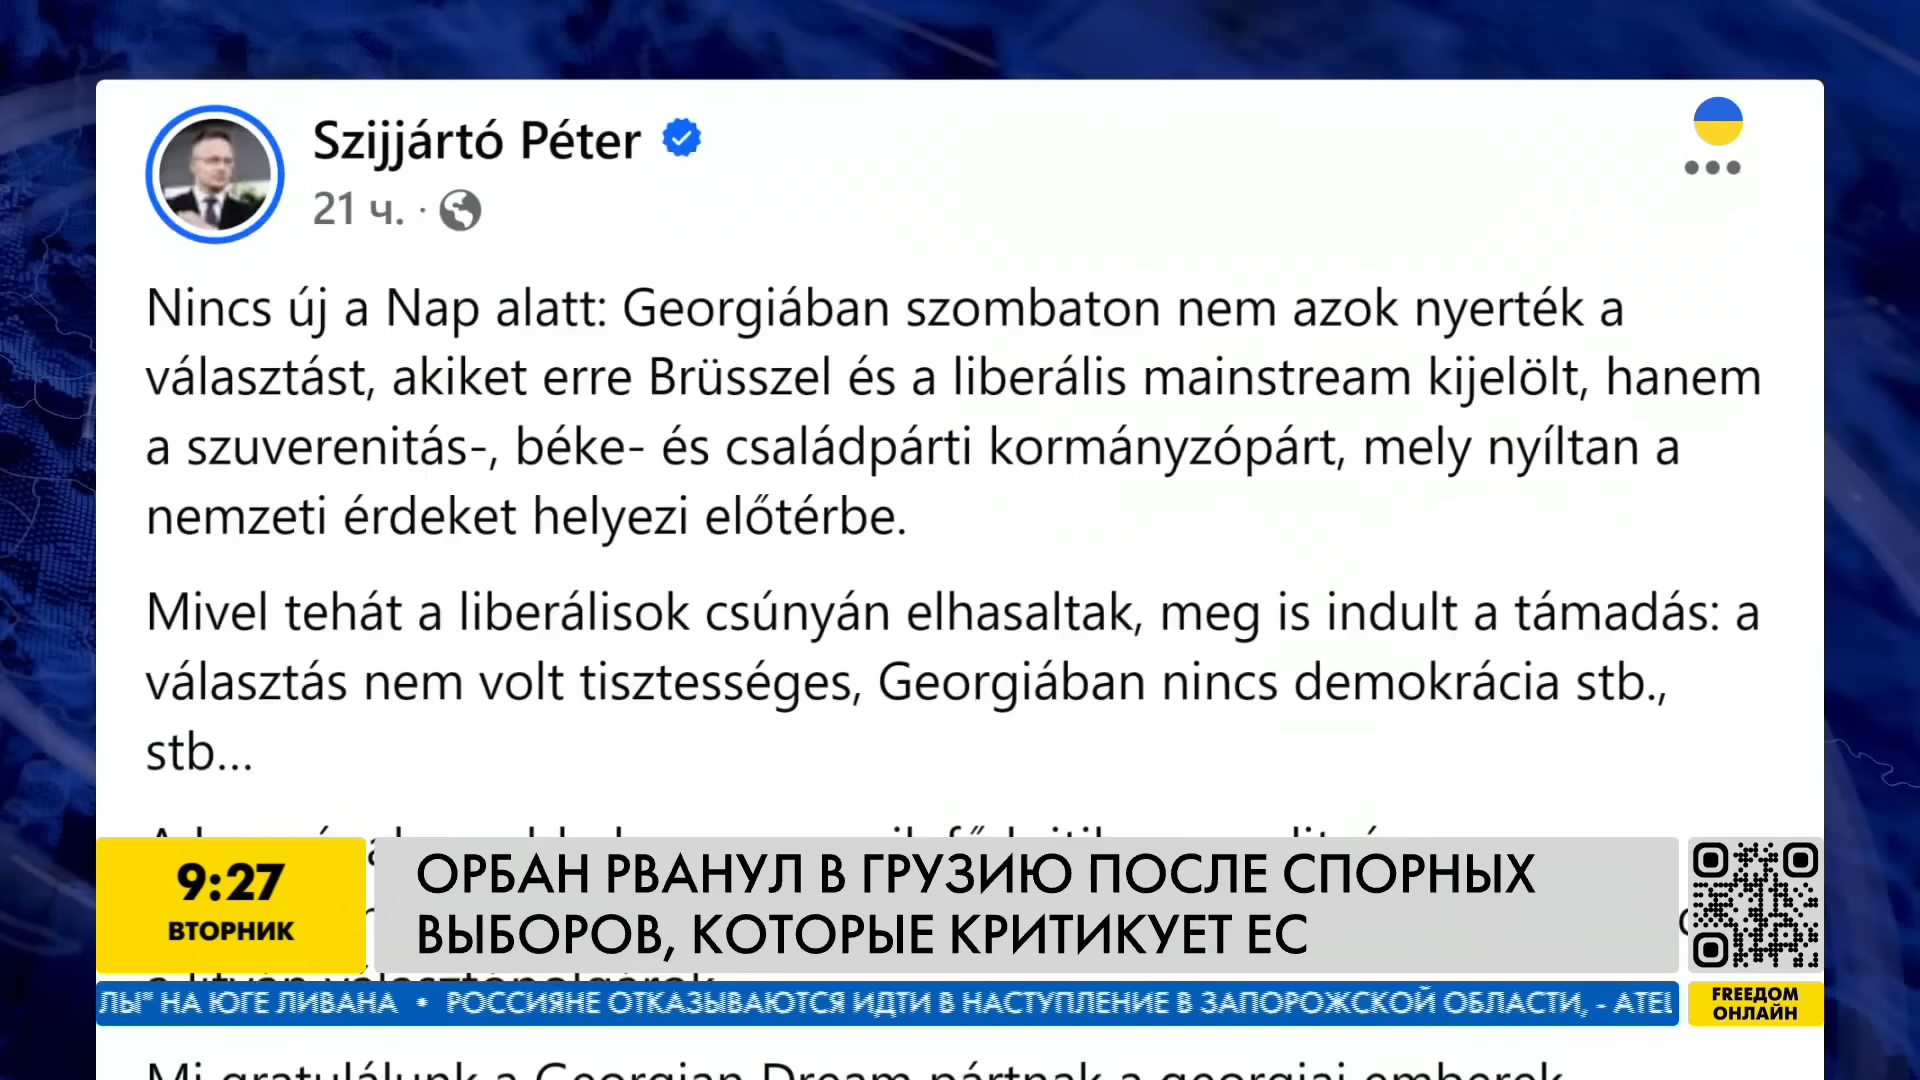 Szijjártó Péter
21 ч. ·
Nincs új a Nap alatt: Georgiában szombaton nem azok nyerték a
választást, akiket erre Brüsszel és a liberális mainstream kijelölt, hanem
a szuverenitás-, béke- és családpárti kormányzópárt, mely nyíltan a
nemzeti érdeket helyezi előtérbe.
Mivel tehát a liberálisok csúnyán elhasaltak, meg is indult a támadás: a
választás nem volt tisztességes, Georgiában nincs demokrácia stb.,
stb...
9:27
ВТОРНИК
ОРБАН РВАНУЛ В ГРУЗИЮ ПОСЛЕ СПОРНЫХ
ВЫБОРОВ, КОТОРЫЕ КРИТИКУЕТ ЕС
ЛЫ" НА ЮГЕ ЛИВАНА • РОССИЯНЕ ОТКАЗЫВАЮТСЯ ИДТИ В НАСТУПЛЕНИЕ В ЗАПОРОЖСКОЙ ОБЛАСТИ, -
FREEДОМ
ОНЛАЙН
Mi gratulálunk a Georgian Dream pártnak a georgiai emberek